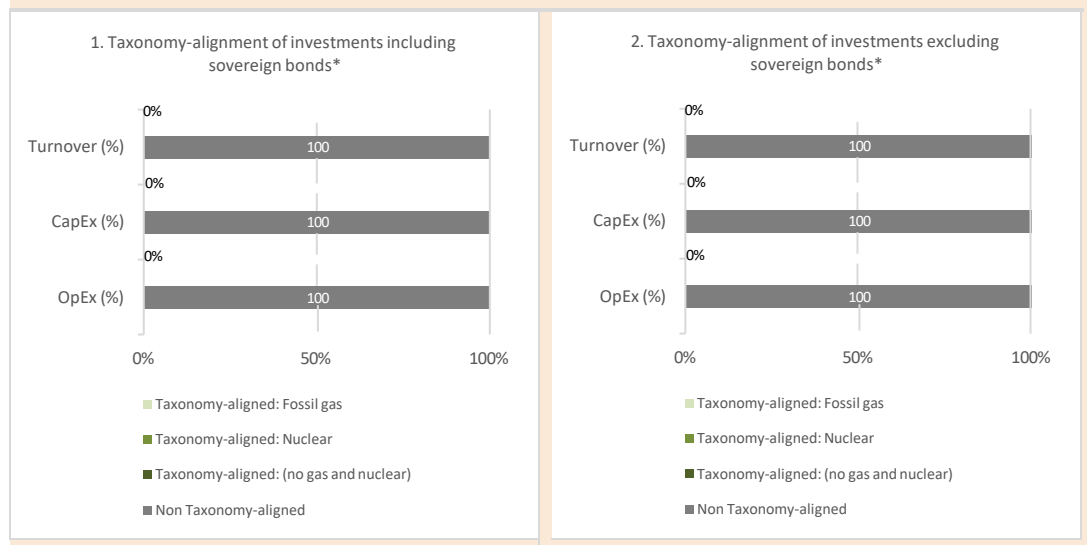 1. Taxonomy-alignment of investments including
sovereign bonds*
0%
Turnover (%)
100
0%
CapEx (%)
100
0%
OpEx (%)
100
0%
50%
100%
Taxonomy-aligned: Fossil gas
Taxonomy-aligned: Nuclear
Taxonomy-aligned: (no gas and nuclear)
Non Taxonomy-aligned
2. Taxonomy-alignment of investments excluding
sovereign bonds*
0%
Turnover (%)
100
0%
CapEx (%)
100
0%
OpEx (%)
100
0%
50%
100%
Taxonomy-aligned: Fossil gas
Taxonomy-aligned: Nuclear
Taxonomy-aligned: (no gas and nuclear)
Non Taxonomy-aligned